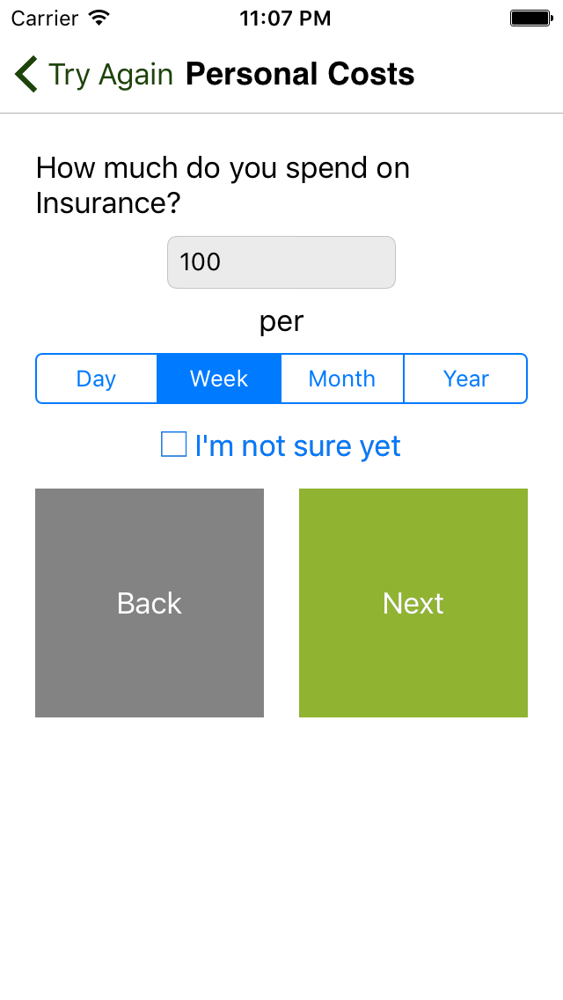 Carrier 11:07 PM
Try Again Personal Costs
How much do you spend on
Insurance?
100
per
Day Week Month Year
I'm not sure yet
Back Next